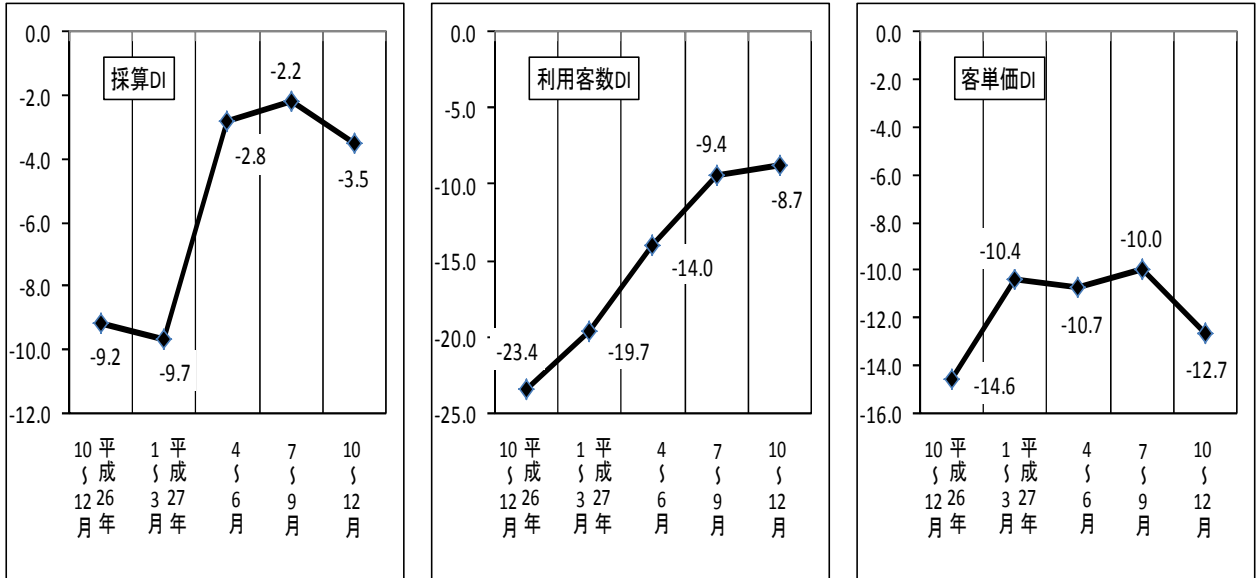 採算DI
0.0
-2.0
-4.0
-6.0
-8.0
-10.0
-12.0
-9.2
-9.7
-2.8
-2.2
-3.5
平成26年
10～12月
平成27年
1～3月
4～6月
7～9月
10～12月
利用客数DI
0.0
-5.0
-10.0
-15.0
-20.0
-25.0
-23.4
-19.7
-14.0
-9.4
-8.7
平成26年
10～12月
平成27年
1～3月
4～6月
7～9月
10～12月
客単価DI
0.0
-2.0
-4.0
-6.0
-8.0
-10.0
-12.0
-14.0
-16.0
-14.6
-10.4
-10.7
-10.0
-12.7
平成26年
10～12月
平成27年
1～3月
4～6月
7～9月
10～12月